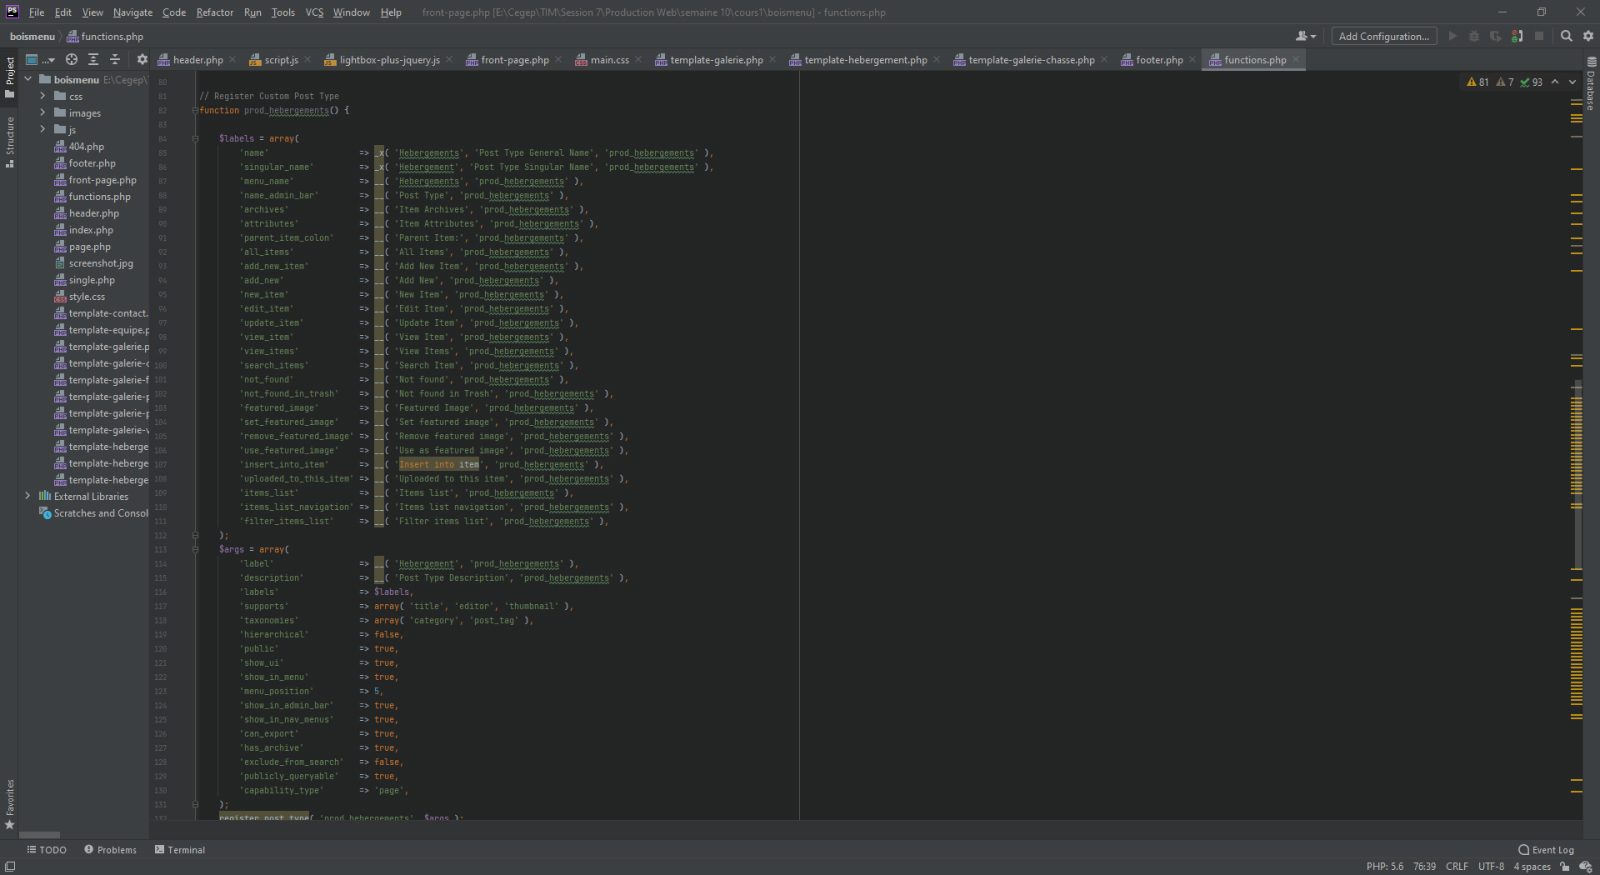 File Edit View Navigate Code Refactor Run Tools VCS Window Help front-page.php [E:\Cegep\TIM\Session 7\Production Web\semaine 10\cours1\boismenu] - functions.php
boismenu functions.php Add Configuration...
Project ... header.php script.js lightbox-plus-jquery.js front-page.php main.css template-galerie.php template-hebergement.php template-galerie-chasse.php footer.php functions.php
boismenu E:\Cegep
css
images
js
404.php
footer.php
front-page.php
functions.php
header.php
index.php
page.php
screenshot.jpg
single.php
style.css
template-contact.
template-equipe.p
template-galerie.p
template-galerie-c
template-galerie-f
template-galerie-p
template-galerie-p
template-galerie-v
template-heberge
template-heberge
template-heberge
External Libraries
Scratches and Consol
Structure
Favorites
Database
81 7 93
80
81 // Register Custom Post Type
82 function prod_hebergements() {
83
84 $labels = array(
85 'name' => _x( 'Hebergements', 'Post Type General Name', 'prod_hebergements' ),
86 'singular_name' => _x( 'Hebergement', 'Post Type Singular Name', 'prod_hebergements' ),
87 'menu_name' => __( 'Hebergements', 'prod_hebergements' ),
88 'name_admin_bar' => __( 'Post Type', 'prod_hebergements' ),
89 'archives' => __( 'Item Archives', 'prod_hebergements' ),
90 'attributes' => __( 'Item Attributes', 'prod_hebergements' ),
91 'parent_item_colon' => __( 'Parent Item:', 'prod_hebergements' ),
92 'all_items' => __( 'All Items', 'prod_hebergements' ),
93 'add_new_item' => __( 'Add New Item', 'prod_hebergements' ),
94 'add_new' => __( 'Add New', 'prod_hebergements' ),
95 'new_item' => __( 'New Item', 'prod_hebergements' ),
96 'edit_item' => __( 'Edit Item', 'prod_hebergements' ),
97 'update_item' => __( 'Update Item', 'prod_hebergements' ),
98 'view_item' => __( 'View Item', 'prod_hebergements' ),
99 'view_items' => __( 'View Items', 'prod_hebergements' ),
100 'search_items' => __( 'Search Item', 'prod_hebergements' ),
101 'not_found' => __( 'Not found', 'prod_hebergements' ),
102 'not_found_in_trash' => __( 'Not found in Trash', 'prod_hebergements' ),
103 'featured_image' => __( 'Featured Image', 'prod_hebergements' ),
104 'set_featured_image' => __( 'Set featured image', 'prod_hebergements' ),
105 'remove_featured_image' => __( 'Remove featured image', 'prod_hebergements' ),
106 'use_featured_image' => __( 'Use as featured image', 'prod_hebergements' ),
107 'insert_into_item' => __( 'Insert into item', 'prod_hebergements' ),
108 'uploaded_to_this_item' => __( 'Uploaded to this item', 'prod_hebergements' ),
109 'items_list' => __( 'Items list', 'prod_hebergements' ),
110 'items_list_navigation' => __( 'Items list navigation', 'prod_hebergements' ),
111 'filter_items_list' => __( 'Filter items list', 'prod_hebergements' ),
112 );
113 $args = array(
114 'label' => __( 'Hebergement', 'prod_hebergements' ),
115 'description' => __( 'Post Type Description', 'prod_hebergements' ),
116 'labels' => $labels,
117 'supports' => array( 'title', 'editor', 'thumbnail' ),
118 'taxonomies' => array( 'category', 'post_tag' ),
119 'hierarchical' => false,
120 'public' => true,
121 'show_ui' => true,
122 'show_in_menu' => true,
123 'menu_position' => 5,
124 'show_in_admin_bar' => true,
125 'show_in_nav_menus' => true,
126 'can_export' => true,
127 'has_archive' => true,
128 'exclude_from_search' => false,
129 'publicly_queryable' => true,
130 'capability_type' => 'page',
131 );
132 register_post_type( 'prod_hebergements', $args );
TODO Problems Terminal Event Log
PHP: 5.6 76:39 CRLF UTF-8 4 spaces